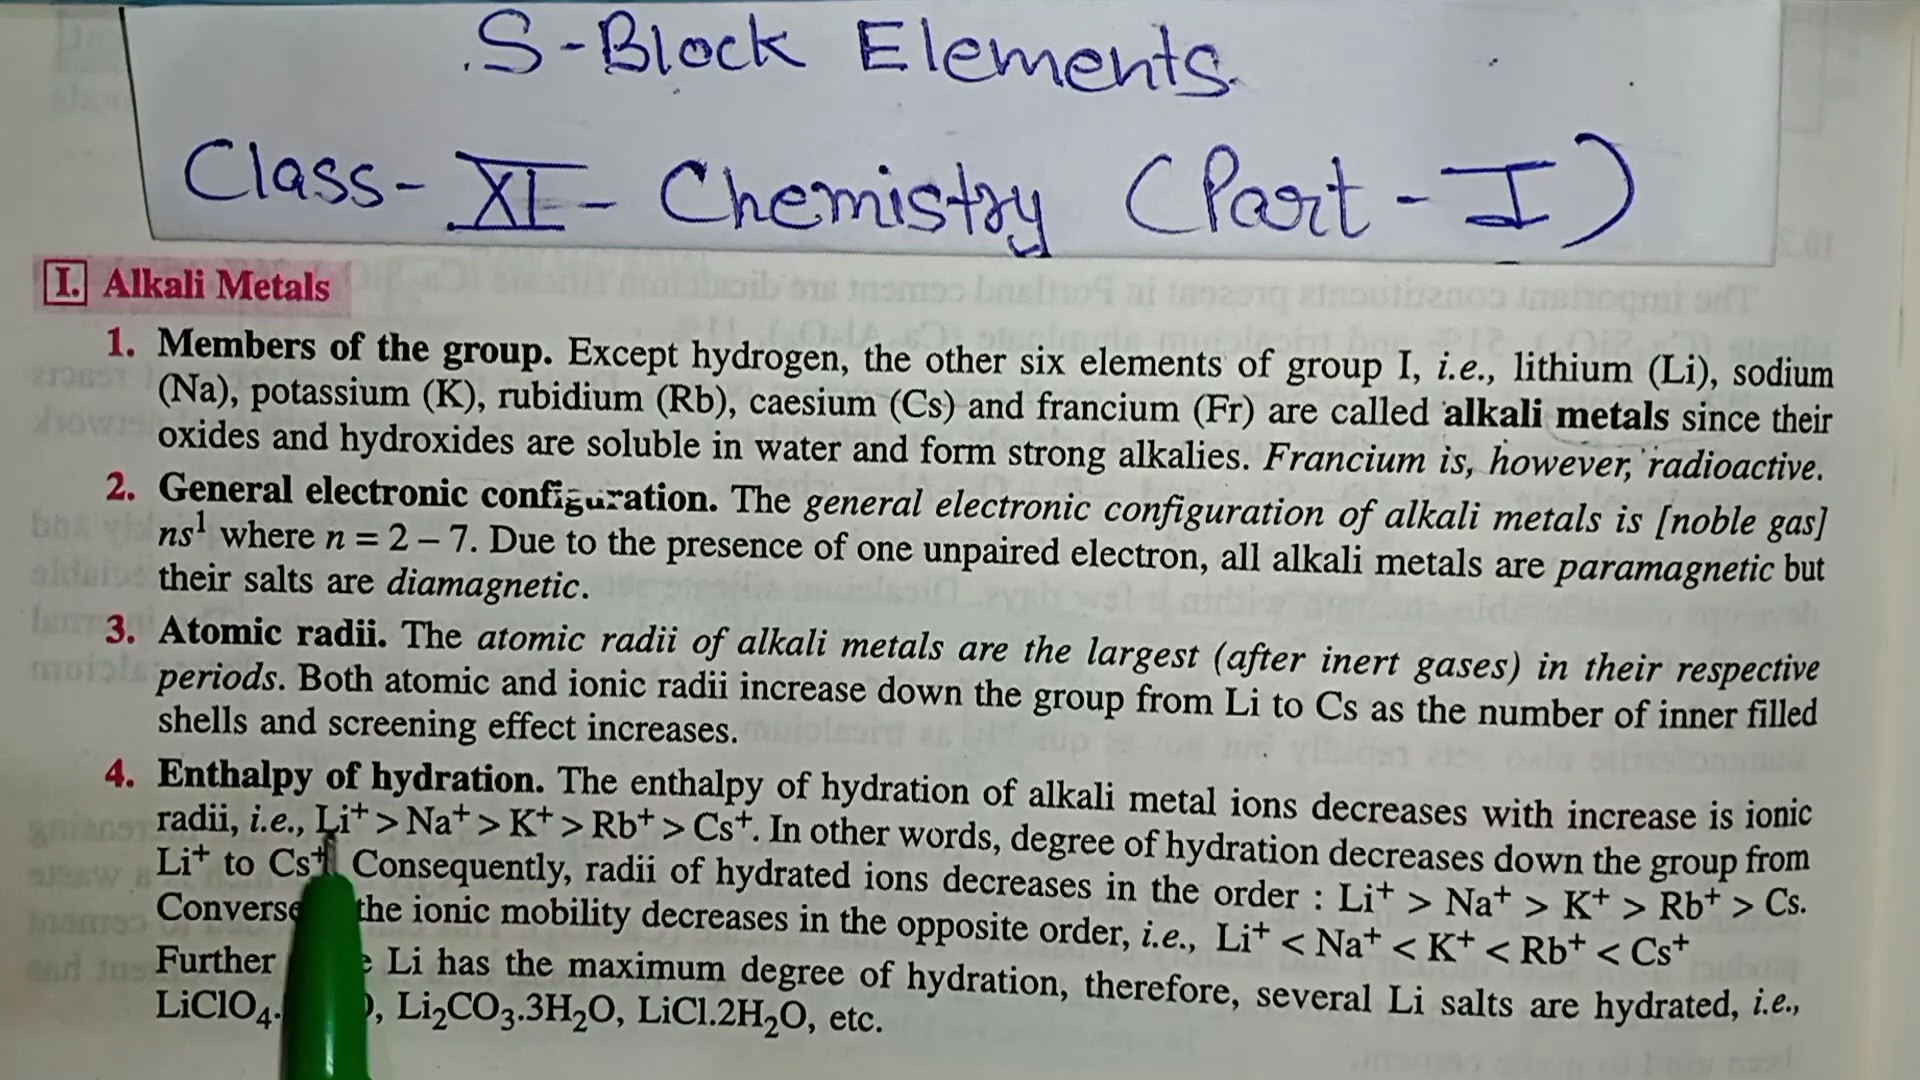 S-Block Elements.
Class-XI- Chemistry (Part-I)
I. Alkali Metals
1. Members of the group. Except hydrogen, the other six elements of group I, i.e., lithium (Li), sodium
(Na), potassium (K), rubidium (Rb), caesium (Cs) and francium (Fr) are called alkali metals since their
oxides and hydroxides are soluble in water and form strong alkalies. Francium is, however, radioactive.
2. General electronic configuration. The general electronic configuration of alkali metals is [noble gas]
ns¹ where n = 2 – 7. Due to the presence of one unpaired electron, all alkali metals are paramagnetic but
their salts are diamagnetic.
3. Atomic radii. The atomic radii of alkali metals are the largest (after inert gases) in their respective
periods. Both atomic and ionic radii increase down the group from Li to Cs as the number of inner filled
shells and screening effect increases.
4. Enthalpy of hydration. The enthalpy of hydration of alkali metal ions decreases with increase is ionic
radii, i.e., Li⁺ > Na⁺ > K⁺ > Rb⁺ > Cs⁺. In other words, degree of hydration decreases down the group from
Li⁺ to Cs⁺. Consequently, radii of hydrated ions decreases in the order : Li⁺ > Na⁺ > K⁺ > Rb⁺ > Cs.
the ionic mobility decreases in the opposite order, i.e., Li⁺ < Na⁺ < K⁺ < Rb⁺ < Cs⁺
Further Li has the maximum degree of hydration, therefore, several Li salts are hydrated, i.e.,
LiClO₄. , Li₂CO₃.3H₂O, LiCl.2H₂O, etc.